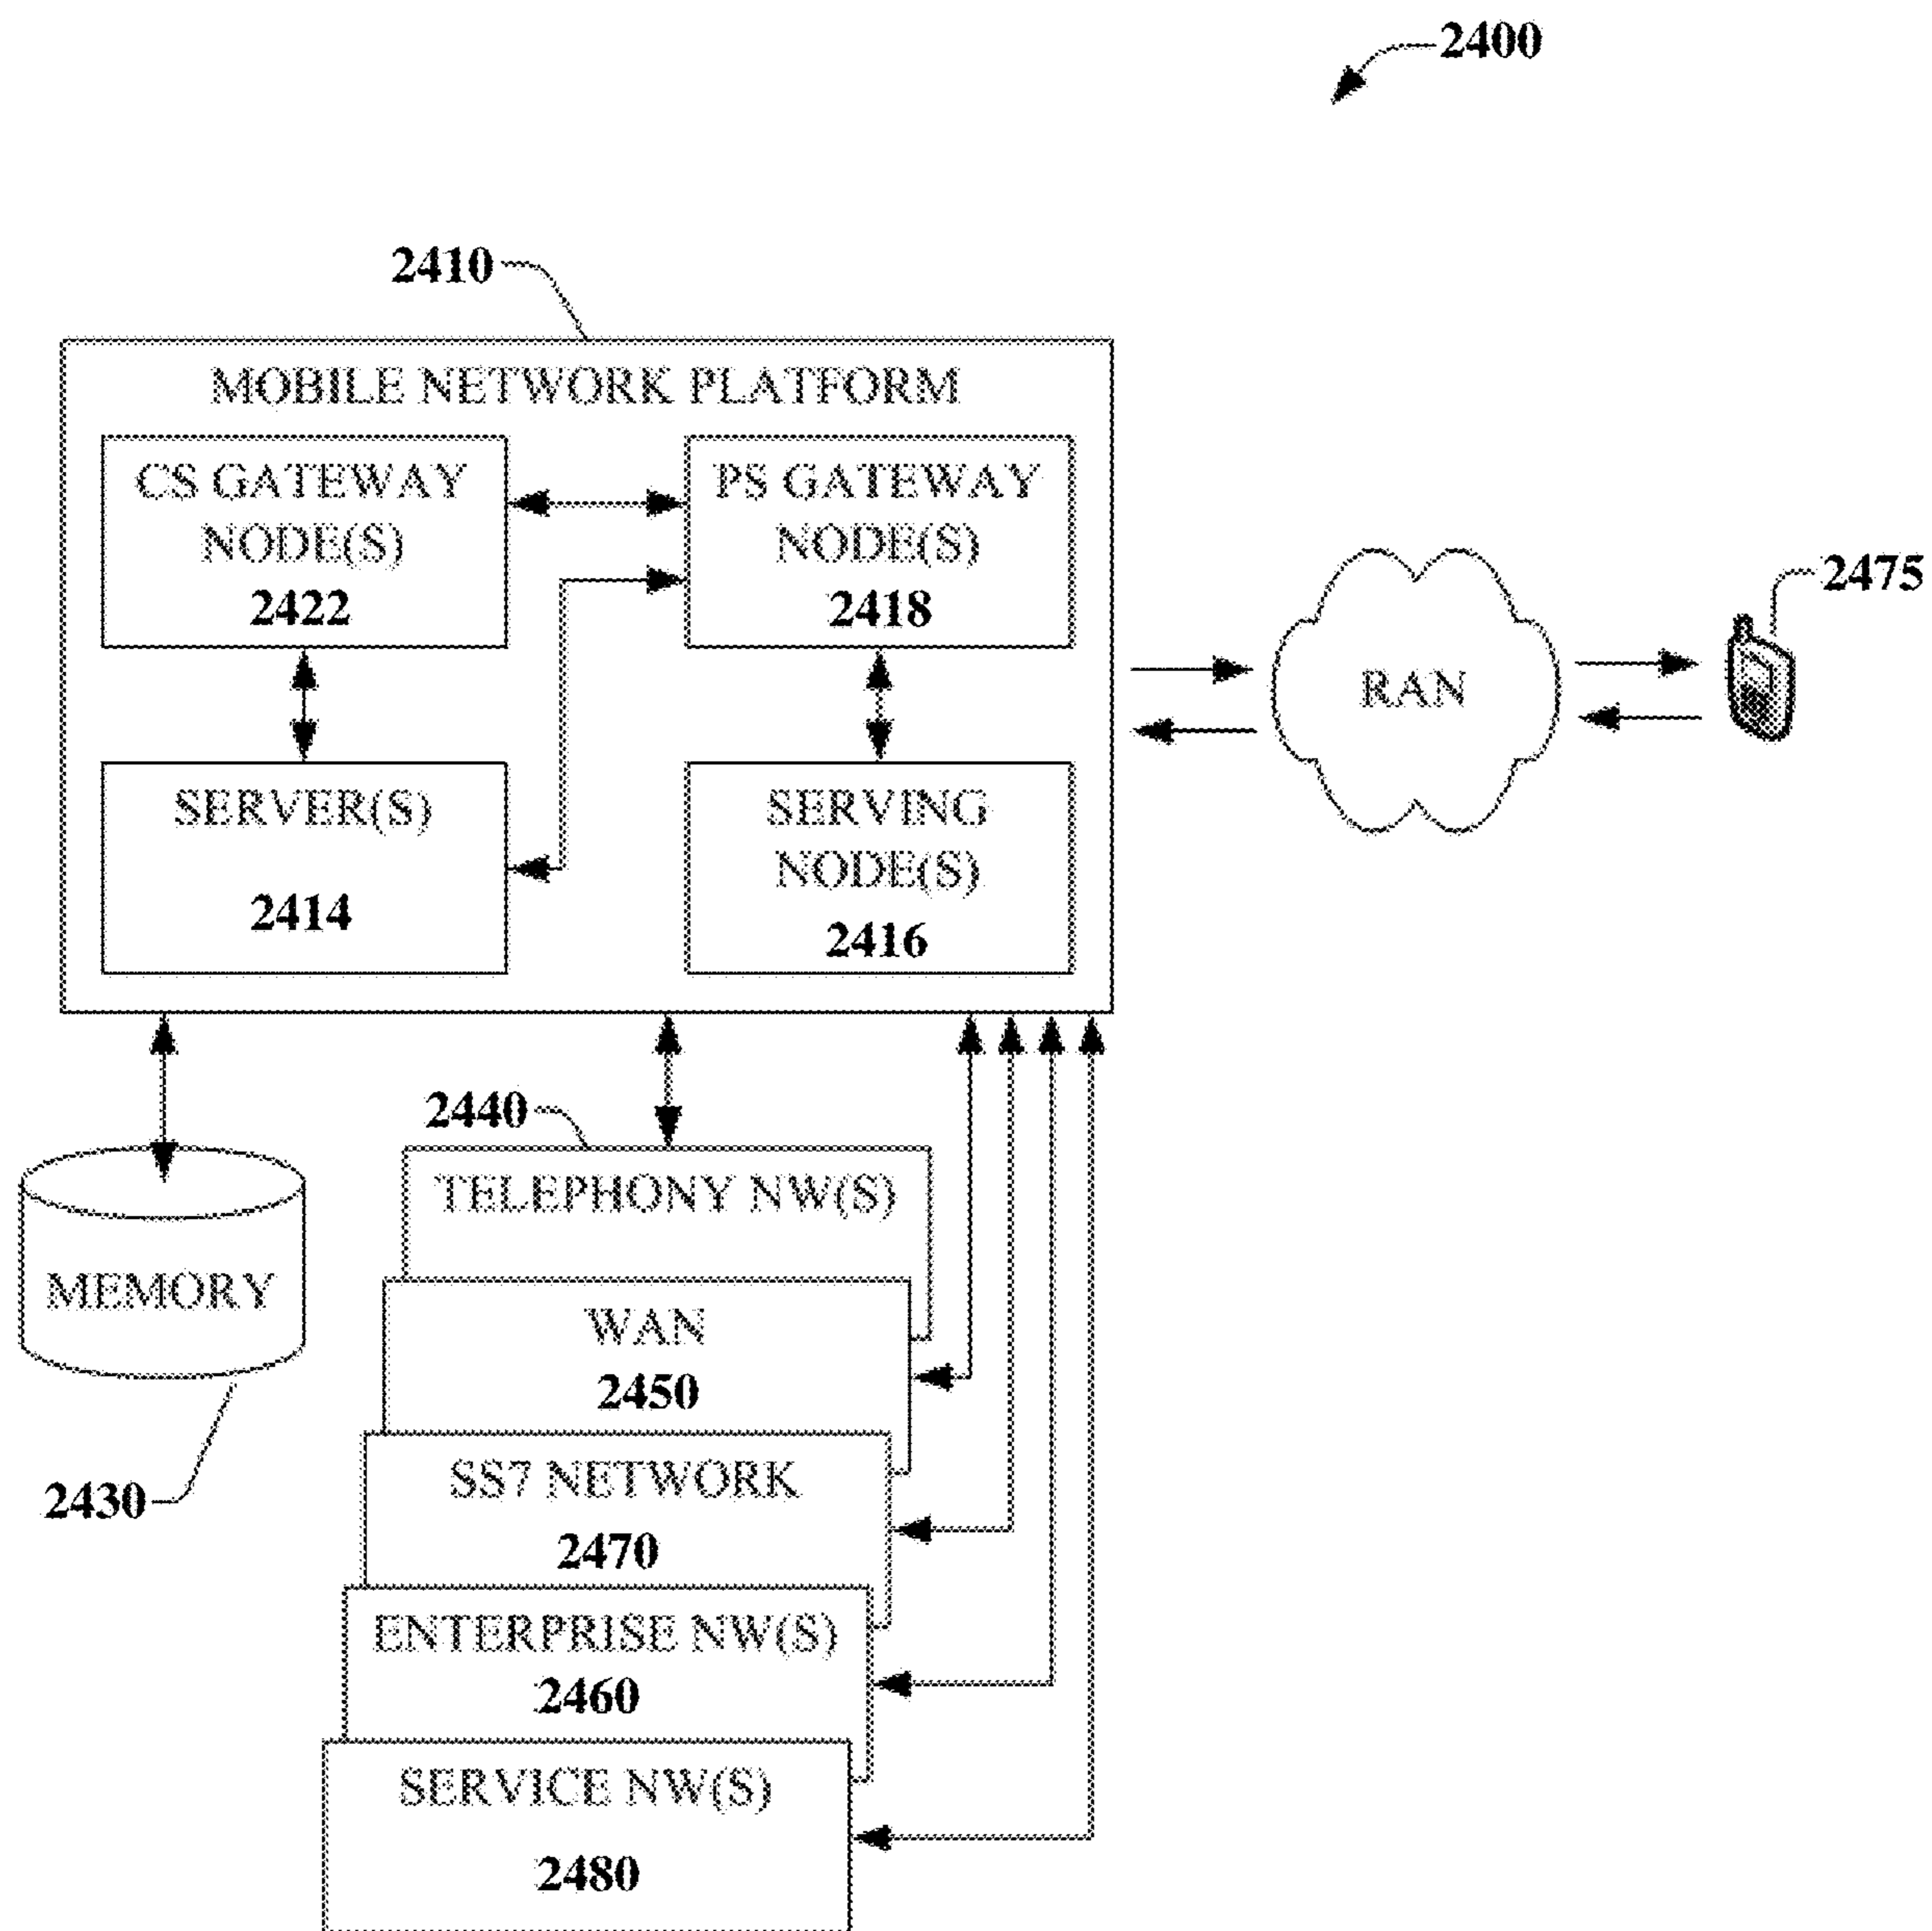 2400
2410
MOBILE NETWORK PLATFORM
CS GATEWAY
NODE(S)
2422
PS GATEWAY
NODE(S)
2418
SERVER(S)
2414
SERVING
NODE(S)
2416
RAN
2475
2440
TELEPHONY NW(S)
MEMORY
2430
WAN
2450
SS7 NETWORK
2470
ENTERPRISE NW(S)
2460
SERVICE NW(S)
2480